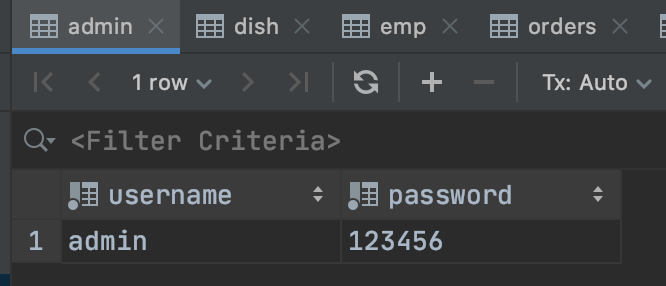 admin dish emp orders
1 row Tx: Auto
<Filter Criteria>
username password
1 admin 123456